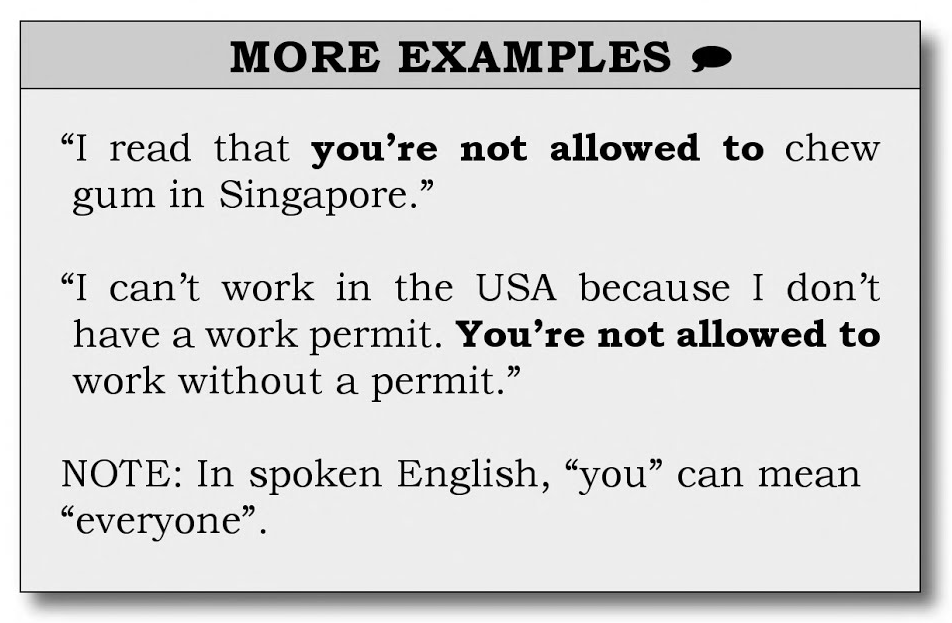 MORE EXAMPLES
“I read that you’re not allowed to chew
gum in Singapore.”
“I can’t work in the USA because I don’t
have a work permit. You’re not allowed to
work without a permit.”
NOTE: In spoken English, “you” can mean
“everyone”.